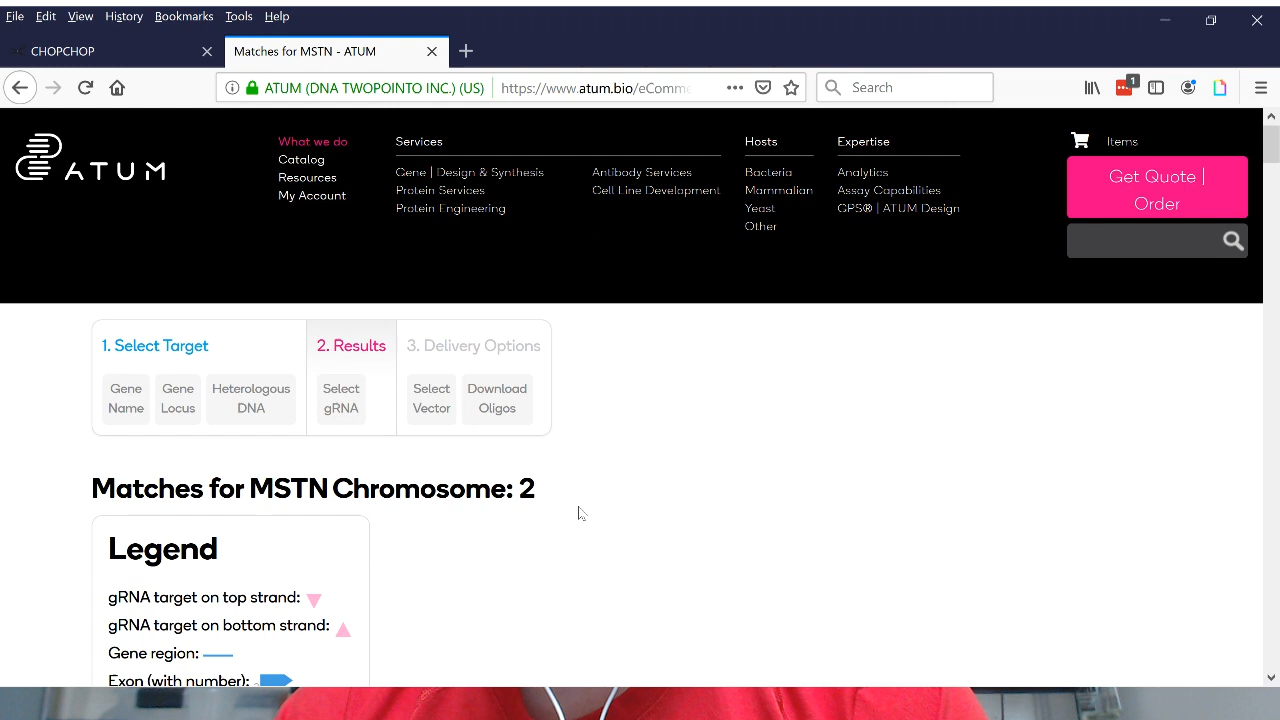 File Edit View History Bookmarks Tools Help
CHOPCHOP
Matches for MSTN - ATUM
ATUM (DNA TWOPOINTO INC.) (US) https://www.atum.bio/eComme
Search
1
ATUM
What we do
Catalog
Resources
My Account
Services
Gene | Design & Synthesis
Protein Services
Protein Engineering
Antibody Services
Cell Line Development
Hosts
Bacteria
Mammalian
Yeast
Other
Expertise
Analytics
Assay Capabilities
GPS® | ATUM Design
Items
Get Quote |
Order
1. Select Target
Gene
Name
Gene
Locus
Heterologous
DNA
2. Results
Select
gRNA
3. Delivery Options
Select
Vector
Download
Oligos
Matches for MSTN Chromosome: 2
Legend
gRNA target on top strand:
gRNA target on bottom strand:
Gene region:
Exon (with number):